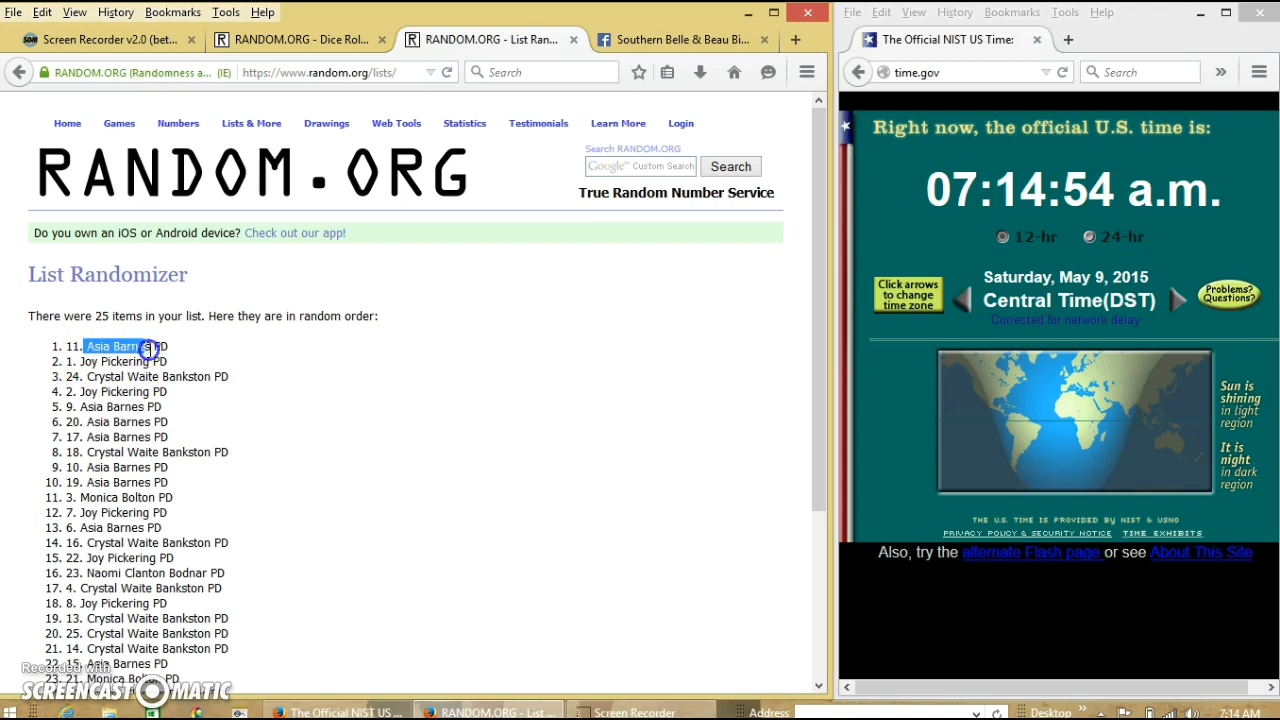 File Edit View History Bookmarks Tools Help
Screen Recorder v2.0 (bet...
RANDOM.ORG - Dice Rol...
RANDOM.ORG - List Ran...
Southern Belle & Beau Bi...
RANDOM.ORG (Randomness a... (IE)
https://www.random.org/lists/
Search
Home Games Numbers Lists & More Drawings Web Tools Statistics Testimonials Learn More Login
RANDOM.ORG
Search RANDOM.ORG
Google™ Custom Search
Search
True Random Number Service
Do you own an iOS or Android device? Check out our app!
List Randomizer
There were 25 items in your list. Here they are in random order:
1. 11. Asia Barnes PD
2. 1. Joy Pickering PD
3. 24. Crystal Waite Bankston PD
4. 2. Joy Pickering PD
5. 9. Asia Barnes PD
6. 20. Asia Barnes PD
7. 17. Asia Barnes PD
8. 18. Crystal Waite Bankston PD
9. 10. Asia Barnes PD
10. 19. Asia Barnes PD
11. 3. Monica Bolton PD
12. 7. Joy Pickering PD
13. 6. Asia Barnes PD
14. 16. Crystal Waite Bankston PD
15. 22. Joy Pickering PD
16. 23. Naomi Clanton Bodnar PD
17. 4. Crystal Waite Bankston PD
18. 8. Joy Pickering PD
19. 13. Crystal Waite Bankston PD
20. 25. Crystal Waite Bankston PD
21. 14. Crystal Waite Bankston PD
22. 15. Asia Barnes PD
23. 21. Monica Bolton PD
Recorded with
SCREENCAST MATIC
File Edit View History Bookmarks Tools Help
The Official NIST US Time:
time.gov
Search
Right now, the official U.S. time is:
07:14:54 a.m.
12-hr 24-hr
Click arrows
to change
time zone
Saturday, May 9, 2015
Central Time(DST)
Corrected for network delay
Problems?
Questions?
Sun is
shining
in light
region
It is
night
in dark
region
THE U.S. TIME IS PROVIDED BY NIST & USNO
PRIVACY POLICY & SECURITY NOTICE TIME EXHIBITS
Also, try the alternate Flash page or see About This Site
The Official NIST US ...
RANDOM.ORG - List ...
Screen Recorder
Address
Desktop
7:14 AM